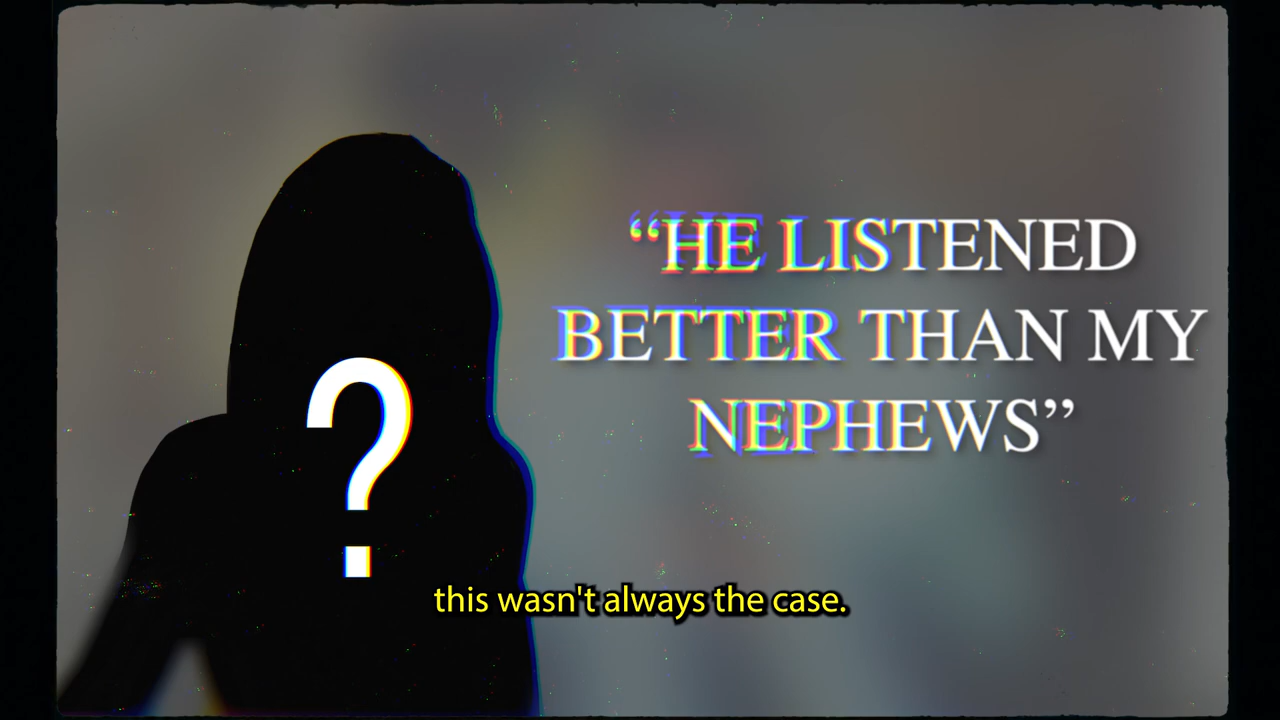 “HE LISTENED
BETTER THAN MY
NEPHEWS”
?
this wasn't always the case.